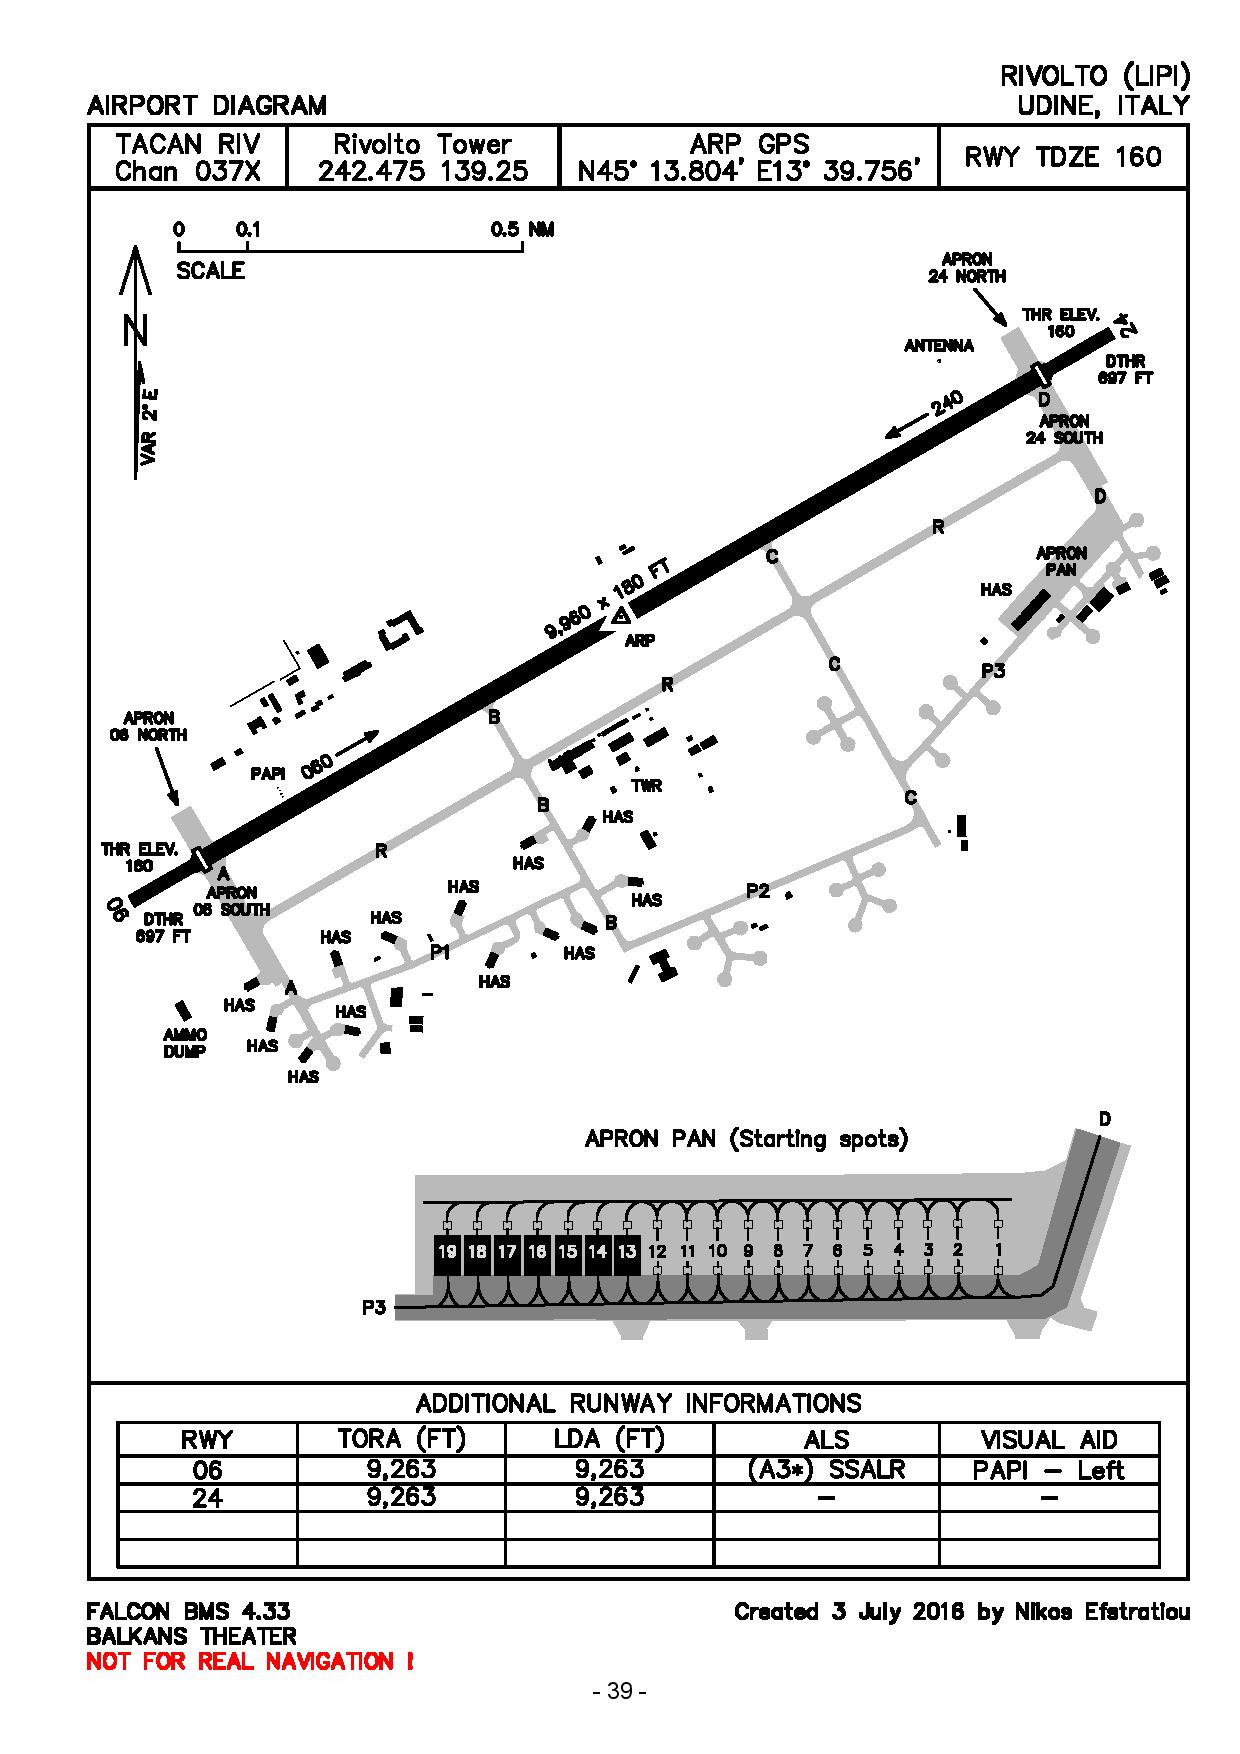 RIVOLTO (LIPI)
AIRPORT DIAGRAM
UDINE, ITALY
TACAN RIV
Chan 037X
Rivolto Tower
242.475 139.25
ARP GPS
N45° 13.804' E13° 39.756'
RWY TDZE 160
0 0.1 0.5 NM
SCALE
N
VAR 2°E
APRON
24 NORTH
THR ELEV.
160
24
DTHR
697 FT
ANTENNA
240
D
APRON
24 SOUTH
D
R
C
APRON
PAN
HAS
9,960 x 180 FT
ARP
C
P3
R
B
APRON
06 NORTH
PAPI
060
TWR
B
C
HAS
THR ELEV.
160
R
HAS
A
APRON
06 SOUTH
06
DTHR
697 FT
HAS
HAS
P2
HAS
B
HAS
P1
HAS
HAS
A
HAS
HAS
AMMO
DUMP
HAS
HAS
D
APRON PAN (Starting spots)
19 18 17 16 15 14 13 12 11 10 9 8 7 6 5 4 3 2 1
P3
ADDITIONAL RUNWAY INFORMATIONS
RWY TORA (FT) LDA (FT) ALS VISUAL AID
06 9,263 9,263 (A3*) SSALR PAPI - Left
24 9,263 9,263 - -
FALCON BMS 4.33
Created 3 July 2016 by Nikos Efstratiou
BALKANS THEATER
NOT FOR REAL NAVIGATION !
- 39 -